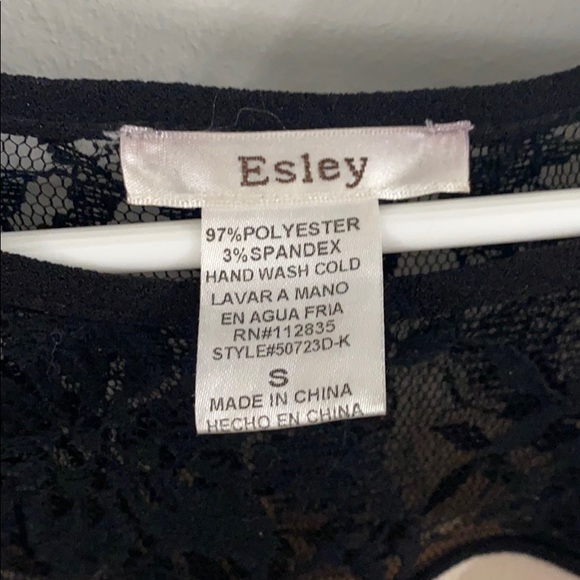 Esley
97%POLYESTER
3%SPANDEX
HAND WASH COLD
LAVAR A MANO
EN AGUA FRIA
RN#112835
STYLE#50723D-K
S
MADE IN CHINA
HECHO EN CHINA